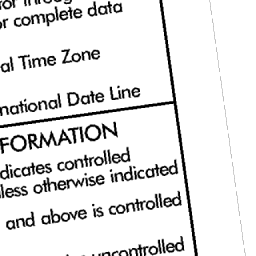 or complete data
al Time Zone
national Date Line
FORMATION
dicates controlled
less otherwise indicated
and above is controlled
uncontrolled